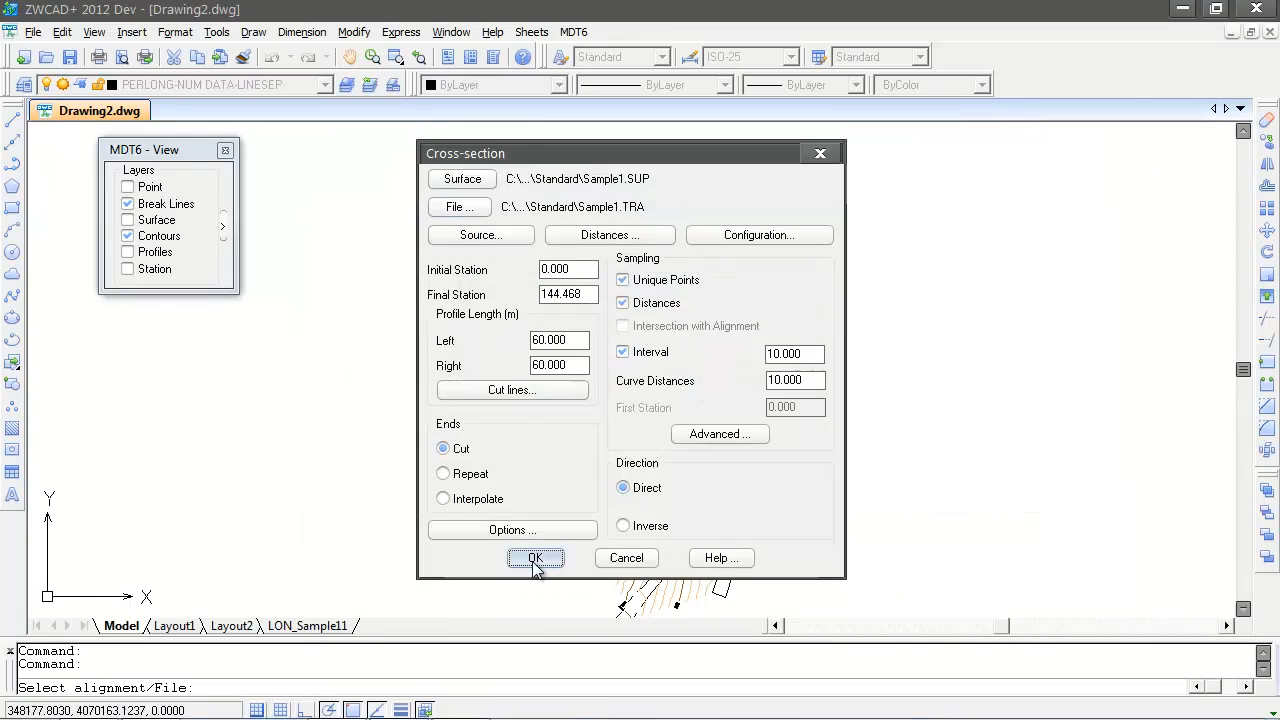 ZWCAD+ 2012 Dev - [Drawing2.dwg]
File Edit View Insert Format Tools Draw Dimension Modify Express Window Help Sheets MDT6
Standard ISO-25 Standard
PERLONG-NUM DATA-LINESEP ByLayer ByLayer ByLayer ByColor
Drawing2.dwg
MDT6 - View
Layers
Point
Break Lines
Surface
Contours
Profiles
Station
>
Cross-section
Surface C:\...\Standard\Sample1.SUP
File ... C:\...\Standard\Sample1.TRA
Source... Distances ... Configuration...
Initial Station 0.000
Final Station 144.468
Profile Length (m)
Left 60.000
Right 60.000
Cut lines...
Ends
Cut
Repeat
Interpolate
Options ...
Sampling
Unique Points
Distances
Intersection with Alignment
Interval 10.000
Curve Distances 10.000
First Station 0.000
Advanced ...
Direction
Direct
Inverse
OK Cancel Help ...
Y
X
Model Layout1 Layout2 LON_Sample11
Command:
Command:
Select alignment/File:
348177.8030, 4070163.1237, 0.0000